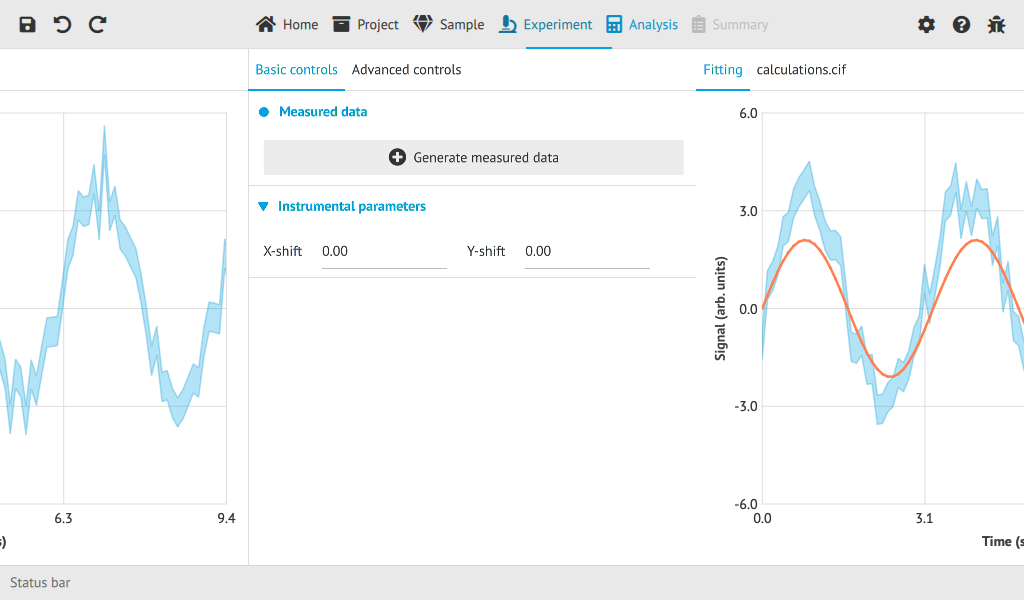 Home Project Sample Experiment Analysis Summary
Basic controls Advanced controls
Fitting calculations.cif
Measured data
Generate measured data
Instrumental parameters
X-shift 0.00 Y-shift 0.00
6.3 9.4
s)
6.0
3.0
0.0
-3.0
-6.0
Signal (arb. units)
0.0 3.1
Time (s
Status bar